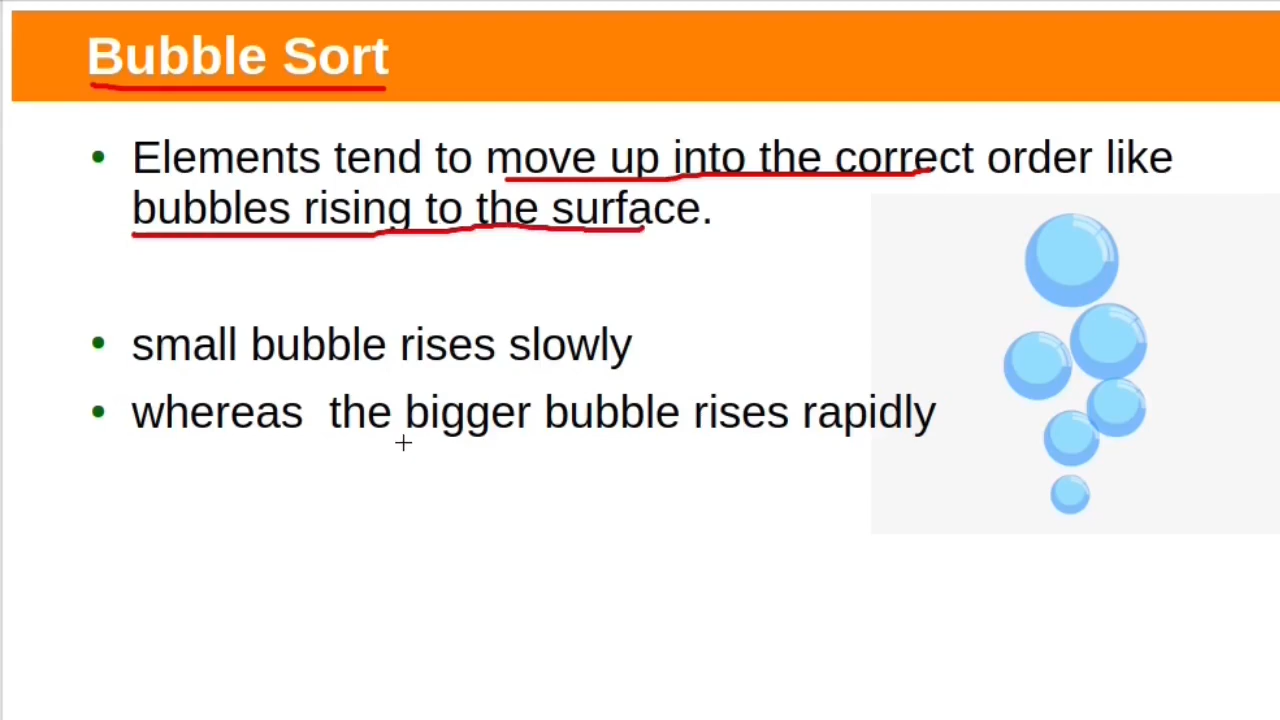 Bubble Sort
• Elements tend to move up into the correct order like
bubbles rising to the surface.
• small bubble rises slowly
• whereas  the bigger bubble rises rapidly